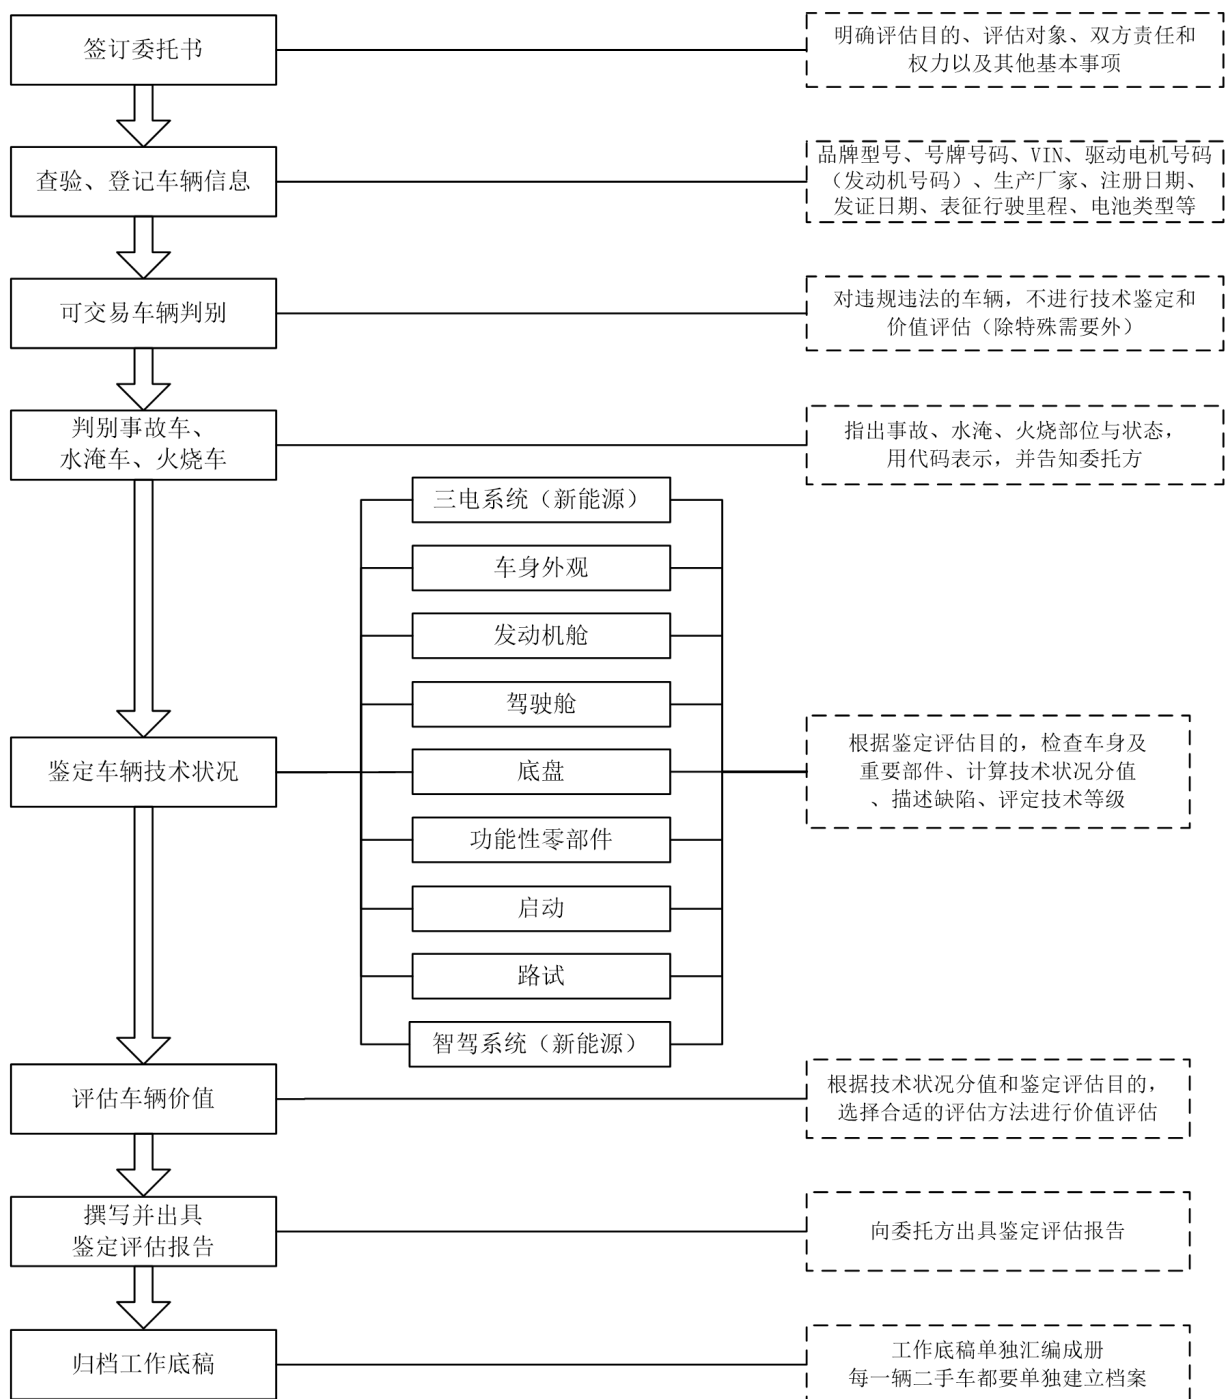 签订委托书
明确评估目的、评估对象、双方责任和
权力以及其他基本事项
查验、登记车辆信息
品牌型号、号牌号码、VIN、驱动电机号码
（发动机号码）、生产厂家、注册日期、
发证日期、表征行驶里程、电池类型等
可交易车辆判别
对违规违法的车辆，不进行技术鉴定和
价值评估（除特殊需要外）
判别事故车、
水淹车、火烧车
指出事故、水淹、火烧部位与状态，
用代码表示，并告知委托方
三电系统（新能源）
车身外观
发动机舱
驾驶舱
鉴定车辆技术状况
底盘
根据鉴定评估目的，检查车身及
重要部件、计算技术状况分值
、描述缺陷、评定技术等级
功能性零部件
启动
路试
智驾系统（新能源）
评估车辆价值
根据技术状况分值和鉴定评估目的，
选择合适的评估方法进行价值评估
撰写并出具
鉴定评估报告
向委托方出具鉴定评估报告
归档工作底稿
工作底稿单独汇编成册
每一辆二手车都要单独建立档案